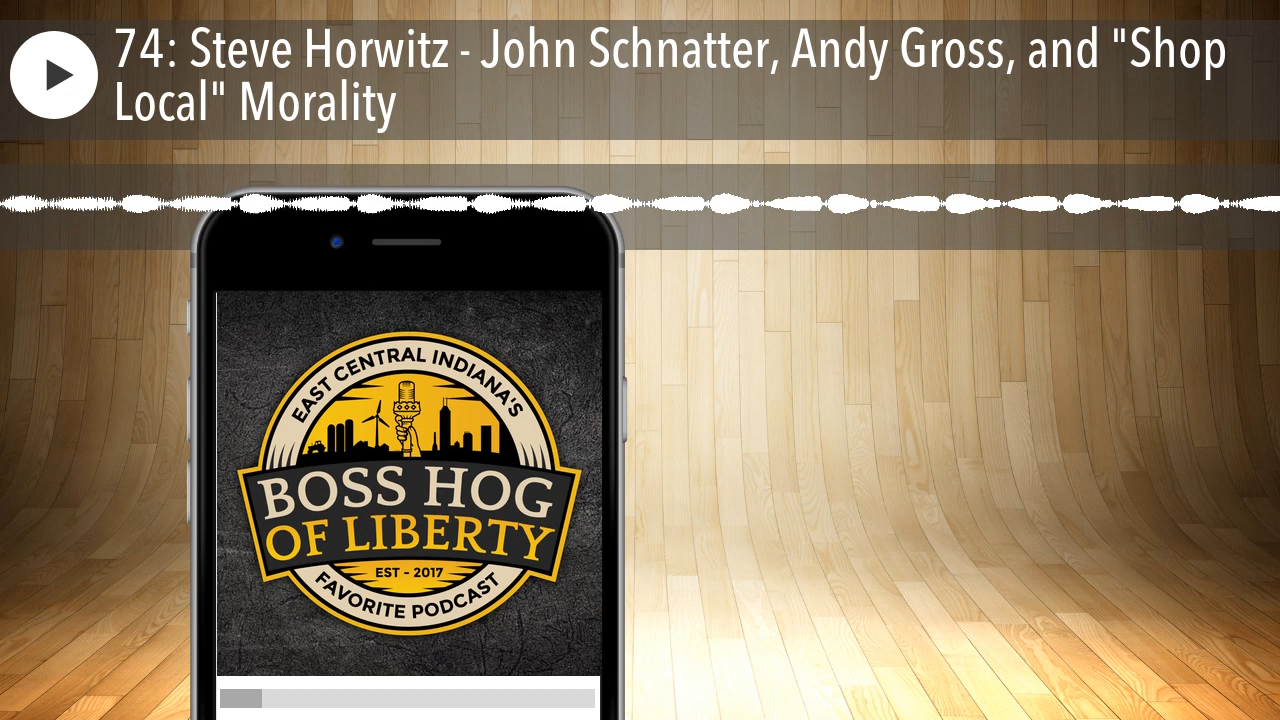 74: Steve Horwitz - John Schnatter, Andy Gross, and "Shop
Local" Morality
EAST CENTRAL INDIANA'S
BOSS HOG
OF LIBERTY
EST - 2017
FAVORITE PODCAST